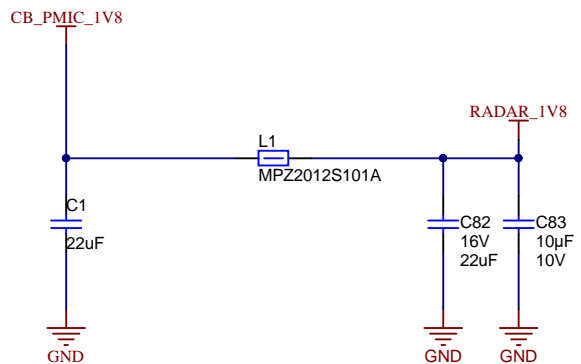 CB_PMIC_1V8
RADAR_1V8
L1
MPZ2012S101A
C1
22uF
C82
16V
22uF
C83
10µF
10V
GND
GND
GND